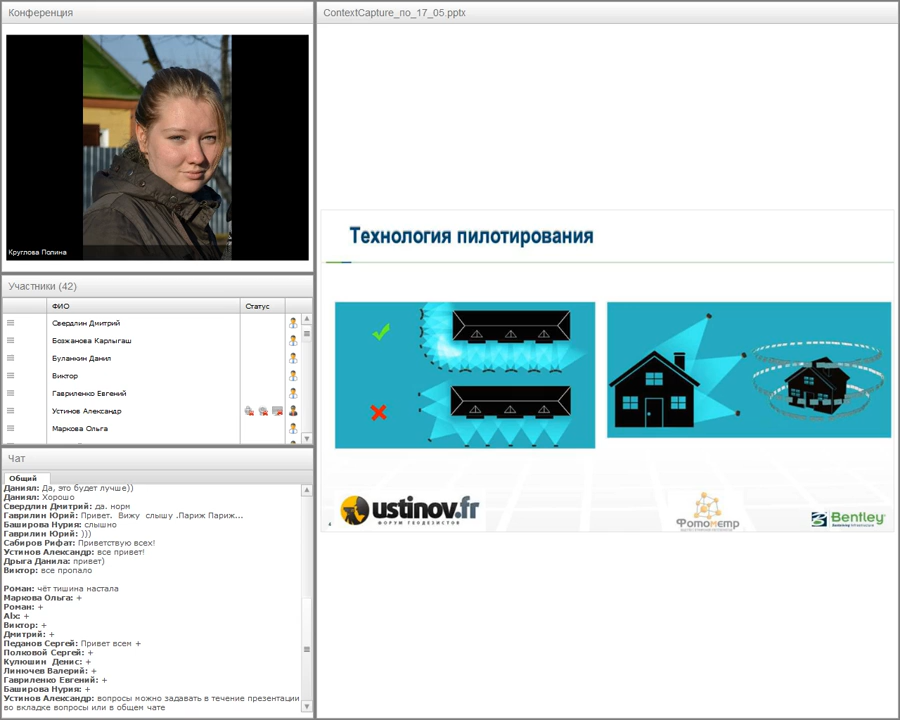 Конференция
Круглова Полина
Участники (42)
ФИО Статус
Свердлин Дмитрий
Бозжанова Карлыгаш
Буланкин Данил
Виктор
Гавриленко Евгений
Устинов Александр
Маркова Ольга
Чат
Общий
Даниял: Да, это будет лучше))
Даниял: Хорошо
Свердлин Дмитрий: да. норм
Гаврилин Юрий: Привет. Вижу слышу .Париж Париж...
Баширова Нурия: слышно
Гаврилин Юрий: )))
Сабиров Рифат: Приветствую всех!
Устинов Александр: все привет!
Дрыга Данила: привет)
Виктор: все пропало
Роман: чёт тишина настала
Маркова Ольга: +
Роман: +
Alx: +
Виктор: +
Дмитрий: +
Педанов Сергей: Привет всем +
Полковой Сергей: +
Кулюшин Денис: +
Линючев Валерий: +
Гавриленко Евгений: +
Баширова Нурия: +
Устинов Александр: вопросы можно задавать в течение презентации
во вкладке вопросы или в общем чате
ContextCapture_по_17_05.pptx
Технология пилотирования
ustinov.fr
ФОРУМ ГЕОДЕЗИСТОВ
Фотометр
Bentley